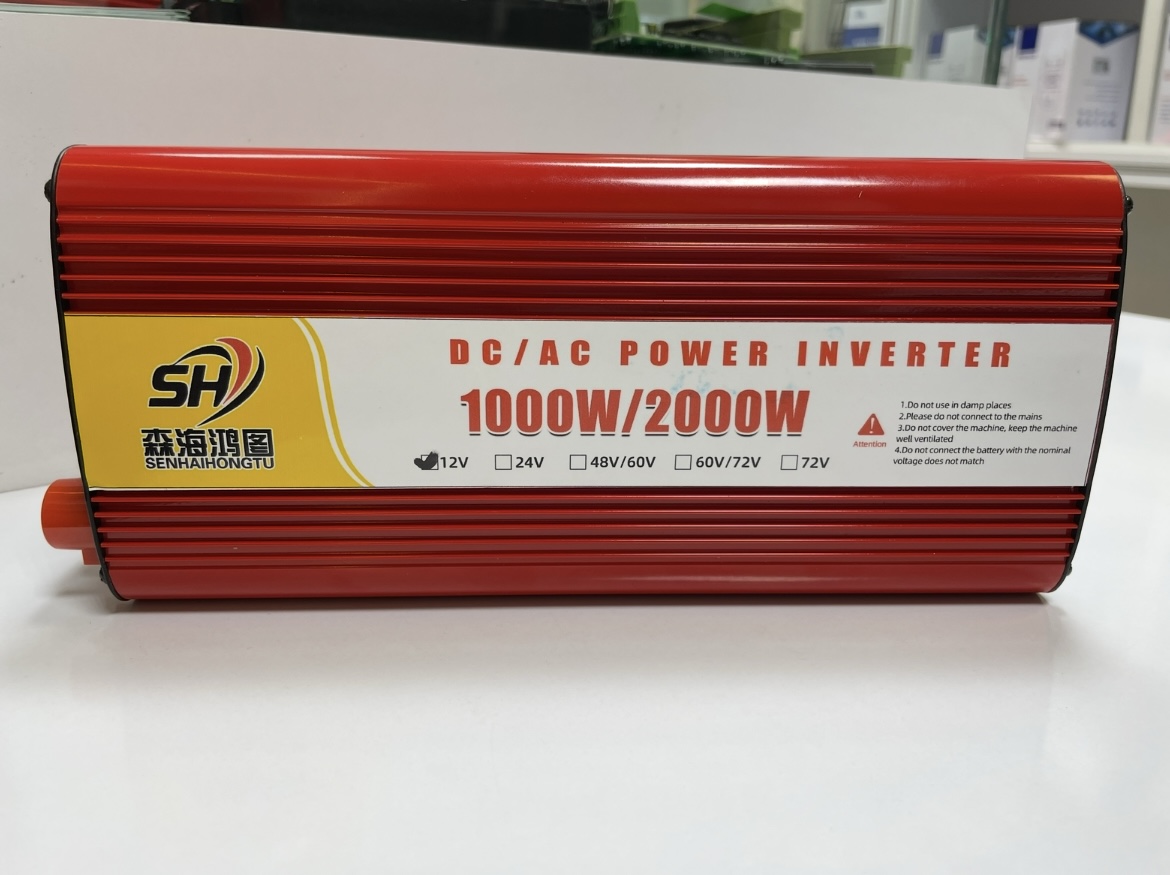 SH
森海鸿图
SENHAIHONGTU
DC/AC POWER INVERTER
1000W/2000W
12V 24V 48V/60V 60V/72V 72V
Attention
1.Do not use in damp places
2.Please do not connect to the mains
3.Do not cover the machine, keep the machine
well ventilated
4.Do not connect the battery with the nominal
voltage does not match